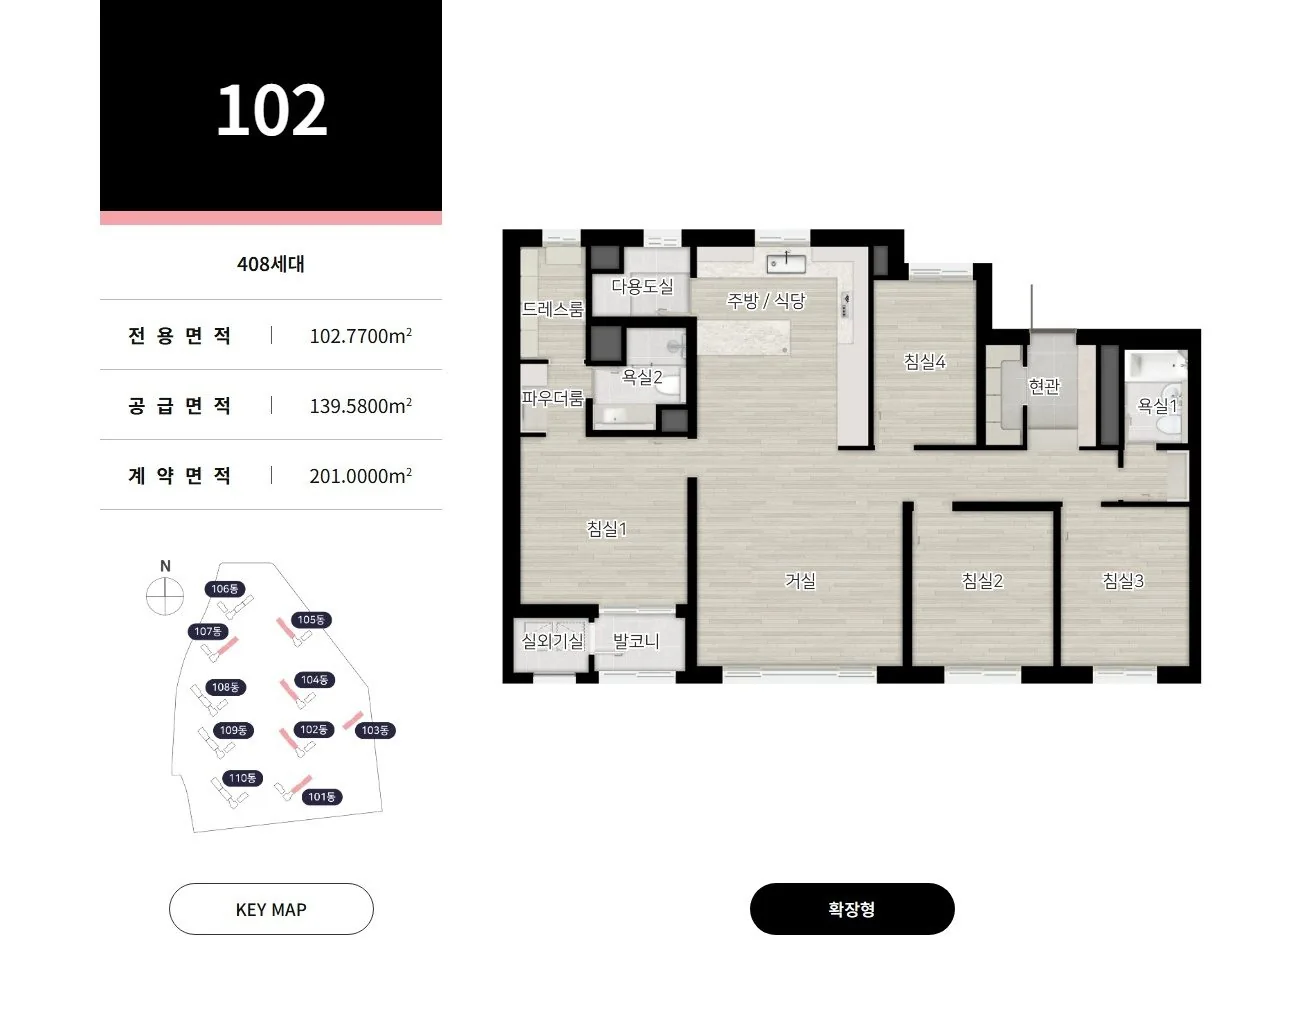 102
408세대
전용면적 | 102.7700m²
공급면적 | 139.5800m²
계약면적 | 201.0000m²
N
106동
105동
107동
104동
108동
102동
109동
103동
110동
101동
KEY MAP
다용도실
드레스룸
주방 / 식당
침실4
욕실2
현관
파우더룸
욕실1
침실1
거실
침실2
침실3
실외기실
발코니
확장형